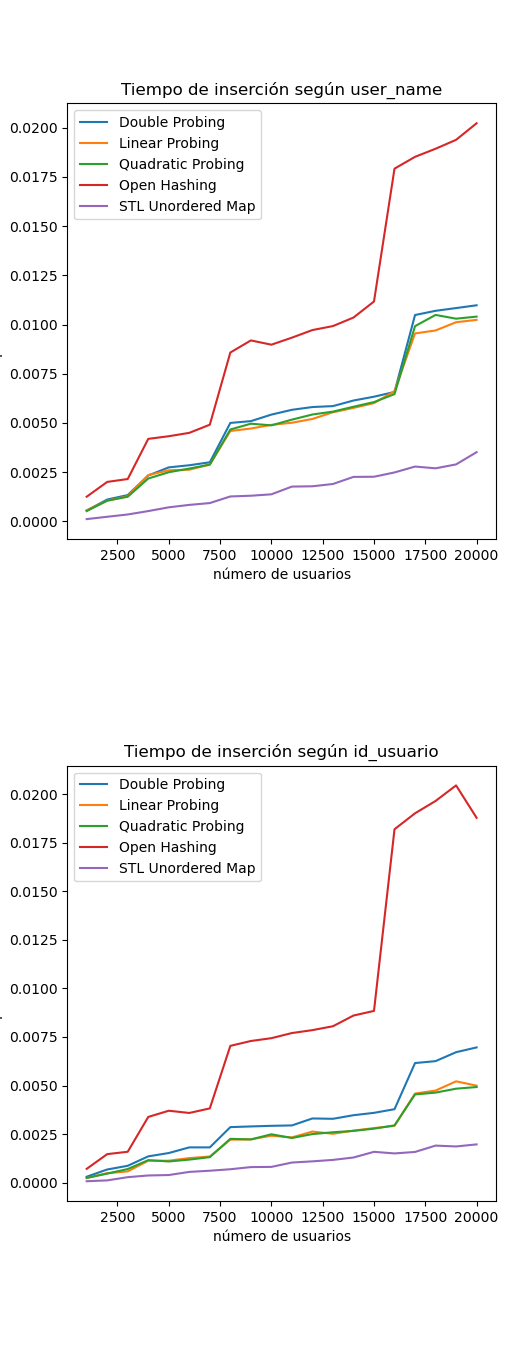 Tiempo de inserción según user_name
Double Probing
Linear Probing
Quadratic Probing
Open Hashing
STL Unordered Map
0.0200
0.0175
0.0150
0.0125
0.0100
0.0075
0.0050
0.0025
0.0000
2500 5000 7500 10000 12500 15000 17500 20000
número de usuarios
Tiempo de inserción según id_usuario
Double Probing
Linear Probing
Quadratic Probing
Open Hashing
STL Unordered Map
0.0200
0.0175
0.0150
0.0125
0.0100
0.0075
0.0050
0.0025
0.0000
2500 5000 7500 10000 12500 15000 17500 20000
número de usuarios